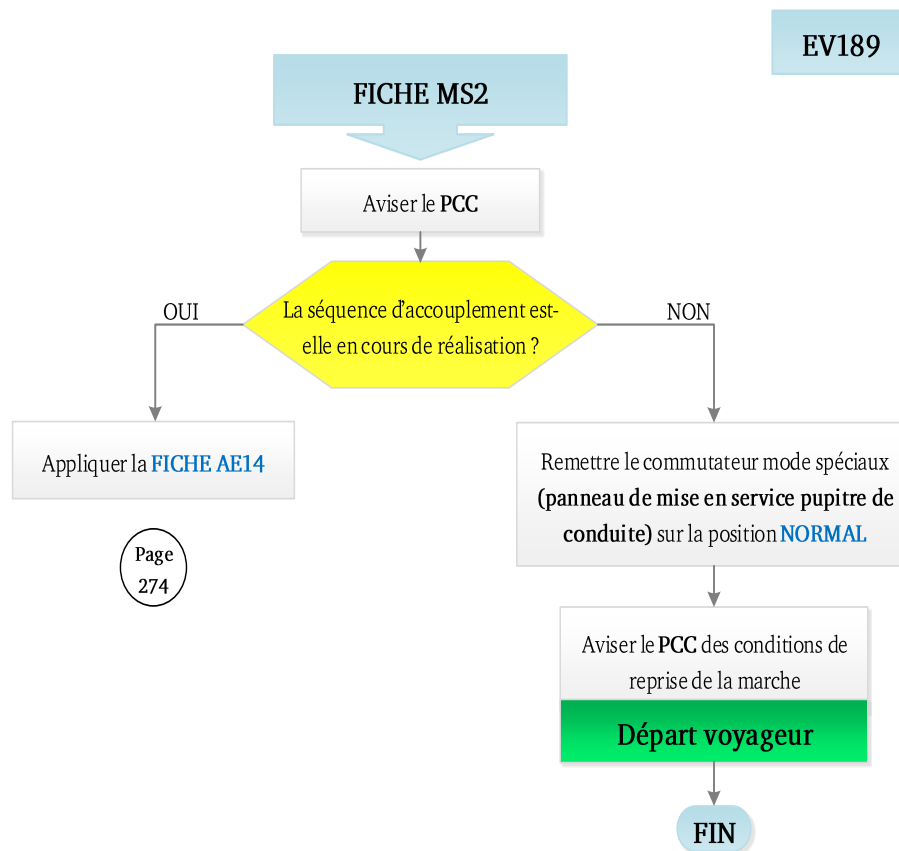 EV189
FICHE MS2
Aviser le PCC
La séquence d'accouplement est-
elle en cours de réalisation ?
OUI
NON
Appliquer la FICHE AE14
Page
274
Remettre le commutateur mode spéciaux
(panneau de mise en service pupitre de
conduite) sur la position NORMAL
Aviser le PCC des conditions de
reprise de la marche
Départ voyageur
FIN